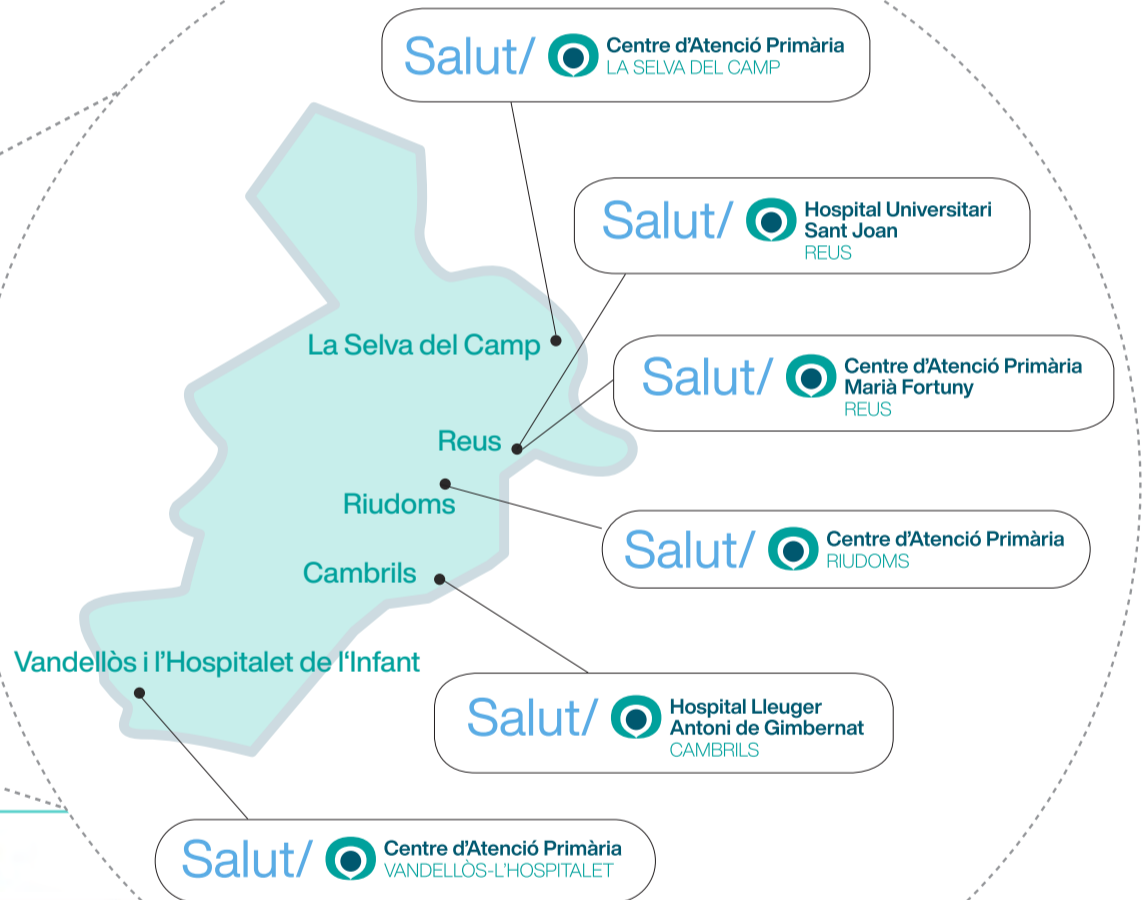 Salut/ Centre d'Atenció Primària
LA SELVA DEL CAMP
Salut/ Hospital Universitari
Sant Joan
REUS
La Selva del Camp
Salut/ Centre d'Atenció Primària
Marià Fortuny
REUS
Reus
Riudoms
Salut/ Centre d'Atenció Primària
RIUDOMS
Cambrils
Vandellòs i l'Hospitalet de l‘Infant
Salut/ Hospital Lleuger
Antoni de Gimbernat
CAMBRILS
Salut/ Centre d'Atenció Primària
VANDELLÒS-L'HOSPITALET